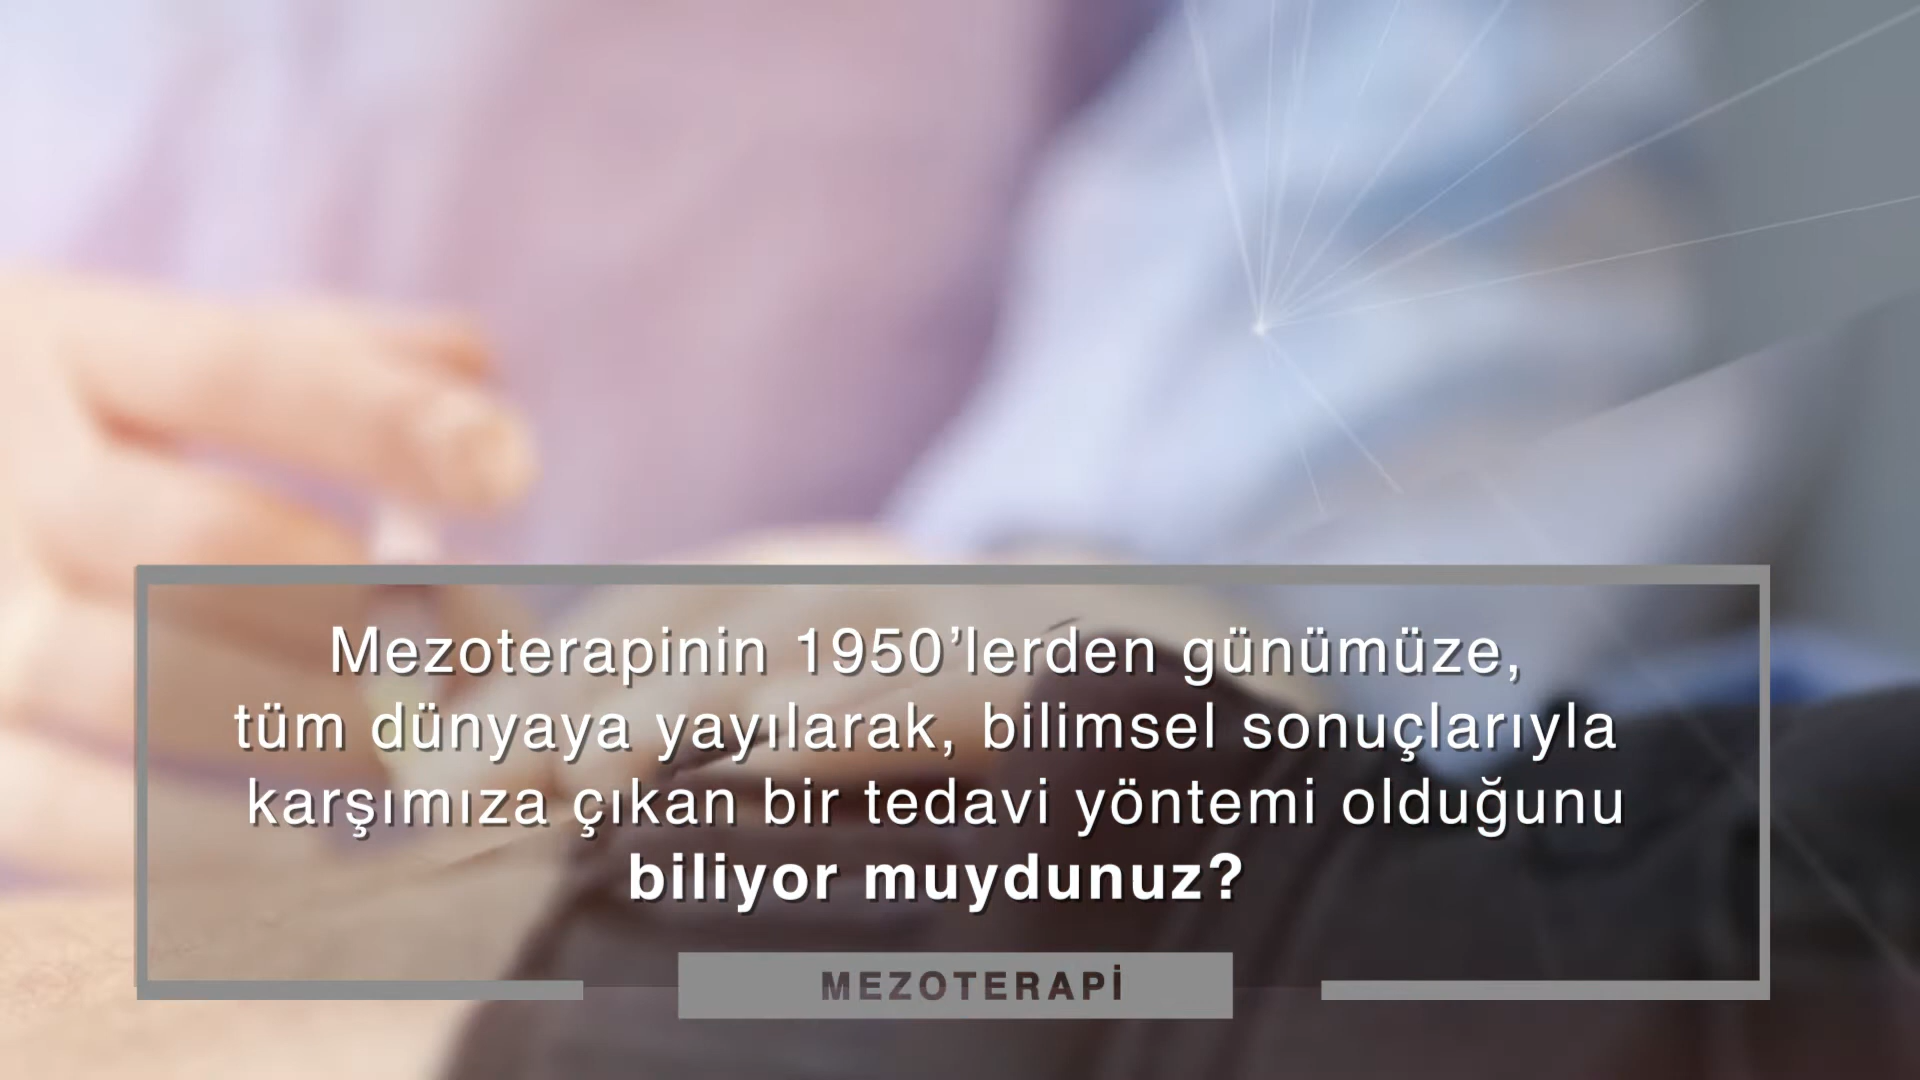 Mezoterapinin 1950’lerden günümüze,
tüm dünyaya yayılarak, bilimsel sonuçlarıyla
karşımıza çıkan bir tedavi yöntemi olduğunu
biliyor muydunuz?
MEZOTERAPİ